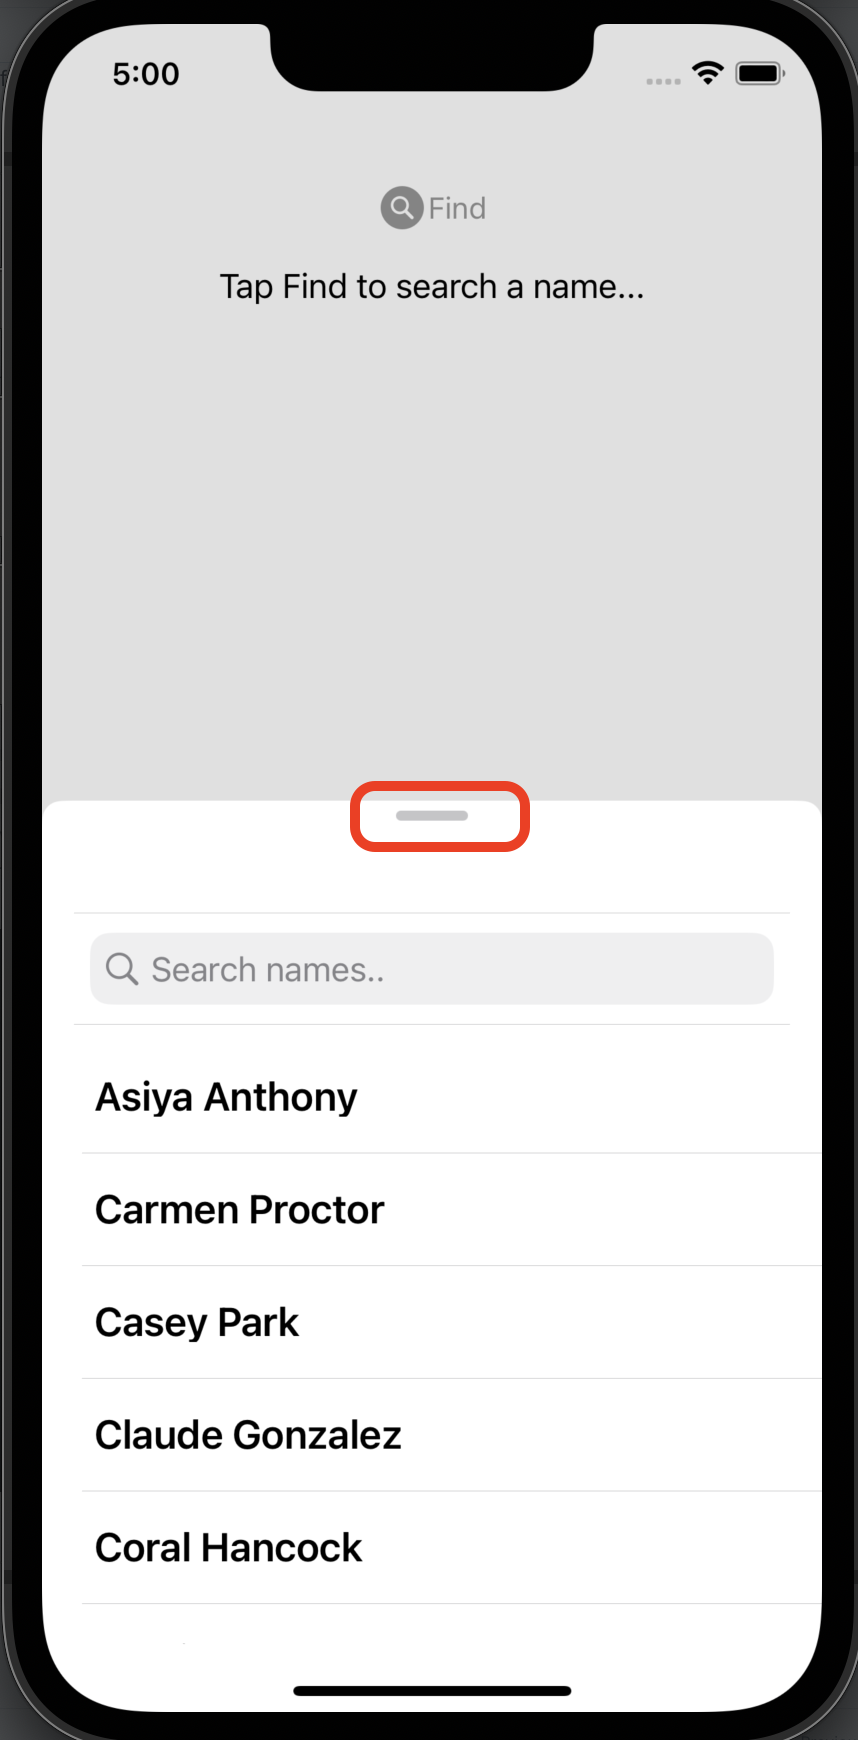 5:00
Find
Tap Find to search a name...
Search names..
Asiya Anthony
Carmen Proctor
Casey Park
Claude Gonzalez
Coral Hancock